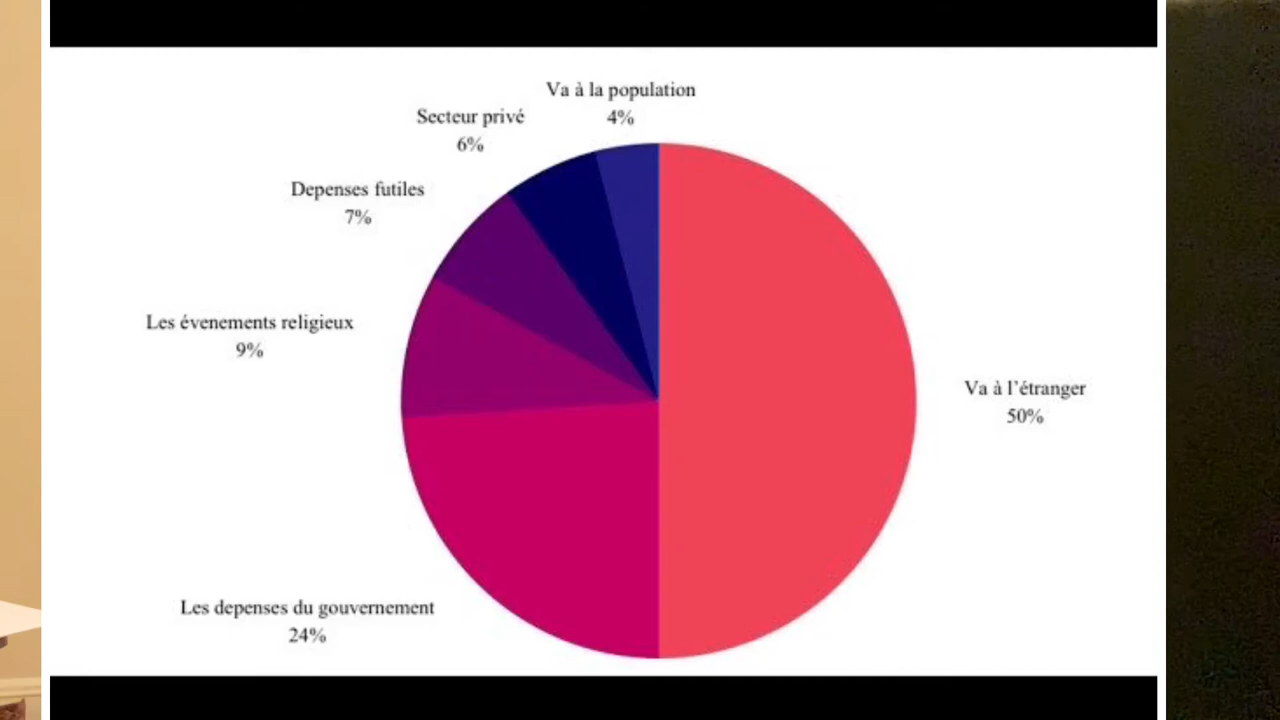 Va à la population
4%
Secteur privé
6%
Depenses futiles
7%
Les évenements religieux
9%
Va à l’étranger
50%
Les depenses du gouvernement
24%